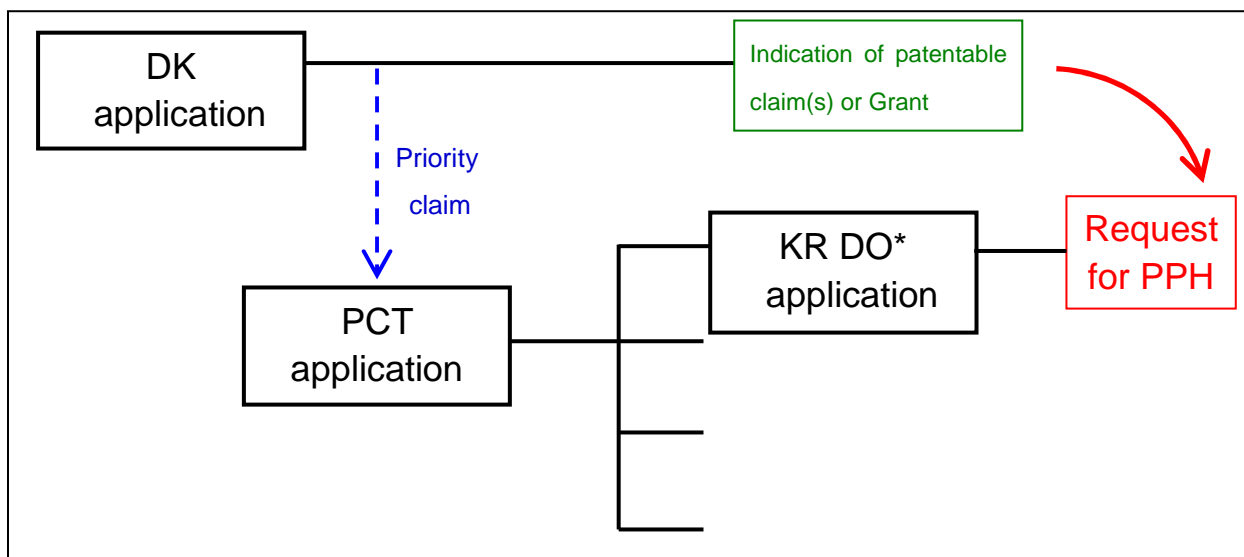 DK
application
Indication of patentable
claim(s) or Grant
Priority
claim
KR DO*
application
Request
for PPH
PCT
application